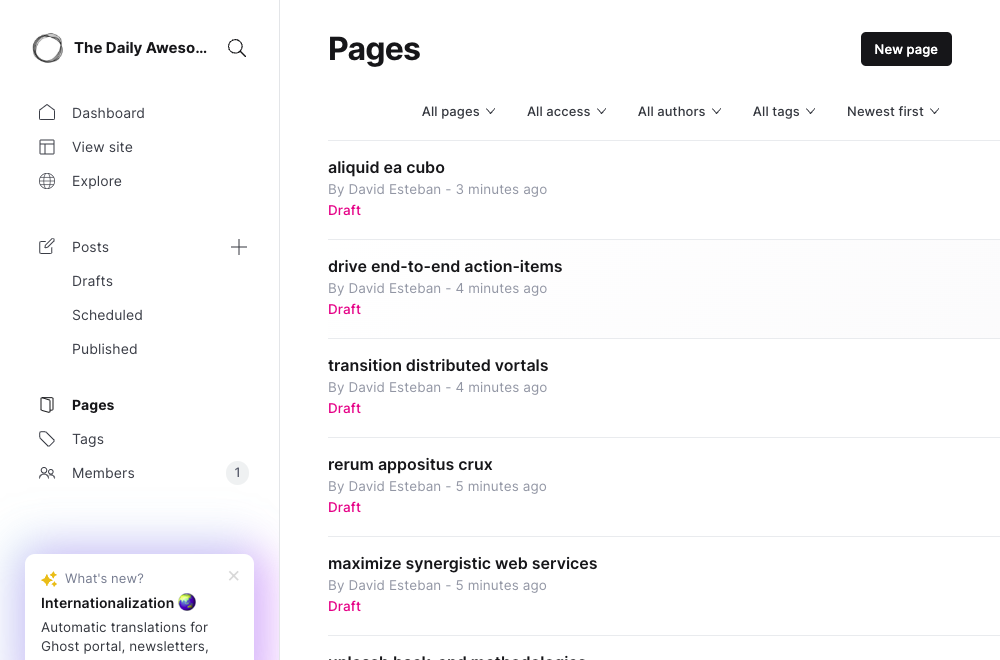 The Daily Aweso...
Dashboard
View site
Explore
Posts
Drafts
Scheduled
Published
Pages
Tags
Members
1
What's new?
Internationalization
Automatic translations for
Ghost portal, newsletters,
Pages
New page
All pages
All access
All authors
All tags
Newest first
aliquid ea cubo
By David Esteban - 3 minutes ago
Draft
drive end-to-end action-items
By David Esteban - 4 minutes ago
Draft
transition distributed vortals
By David Esteban - 4 minutes ago
Draft
rerum appositus crux
By David Esteban - 5 minutes ago
Draft
maximize synergistic web services
By David Esteban - 5 minutes ago
Draft